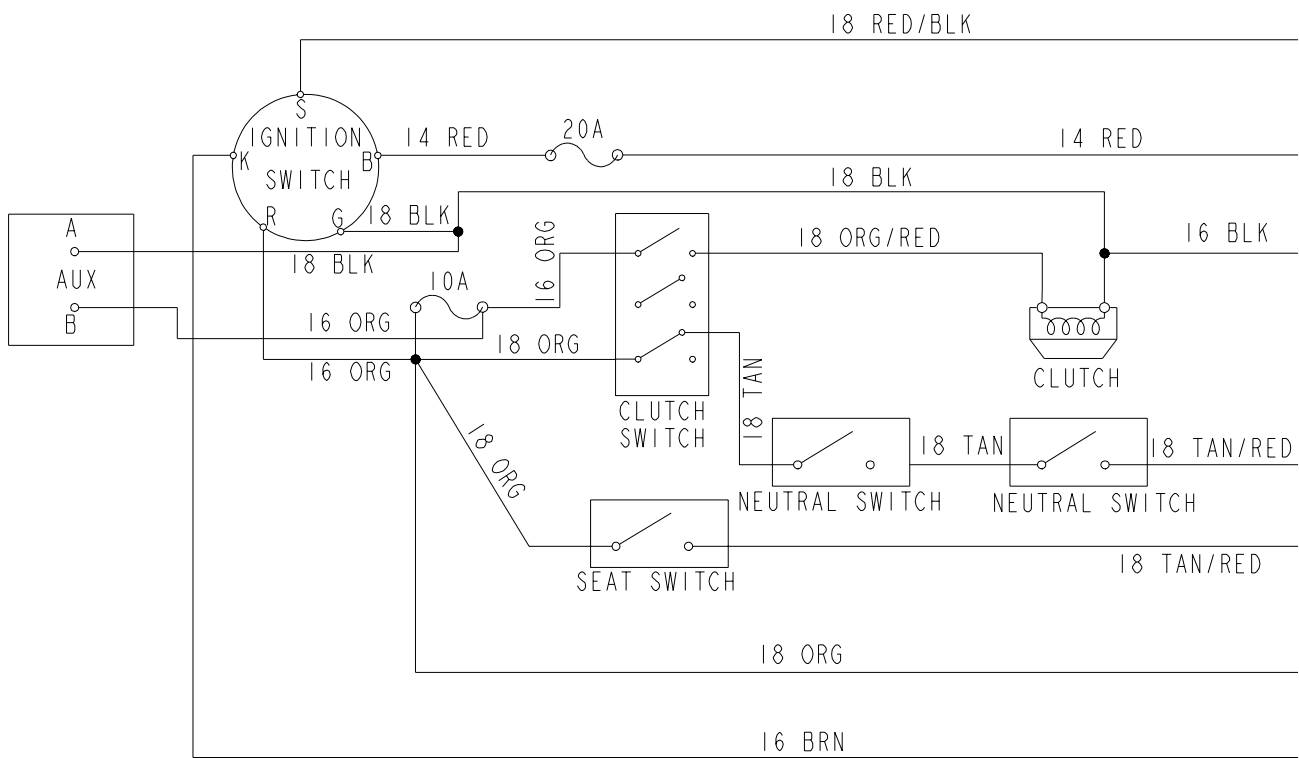 18 RED/BLK
S
IGNITION
SWITCH
K
B
R
G
14 RED
20A
14 RED
18 BLK
18 BLK
18 BLK
A
AUX
B
10A
16 ORG
18 ORG/RED
16 BLK
16 ORG
16 ORG
18 ORG
CLUTCH
SWITCH
18 TAN
CLUTCH
18 ORG
18 TAN
18 TAN/RED
NEUTRAL SWITCH
NEUTRAL SWITCH
SEAT SWITCH
18 TAN/RED
18 ORG
16 BRN